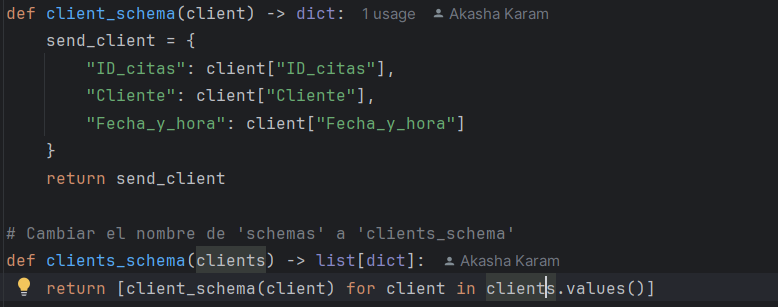 def client_schema(client) -> dict: 1 usage Akasha Karam
    send_client = {
        "ID_citas": client["ID_citas"],
        "Cliente": client["Cliente"],
        "Fecha_y_hora": client["Fecha_y_hora"]
    }
    return send_client
# Cambiar el nombre de 'schemas' a 'clients_schema'
def clients_schema(clients) -> list[dict]: Akasha Karam
    return [client_schema(client) for client in clients.values()]